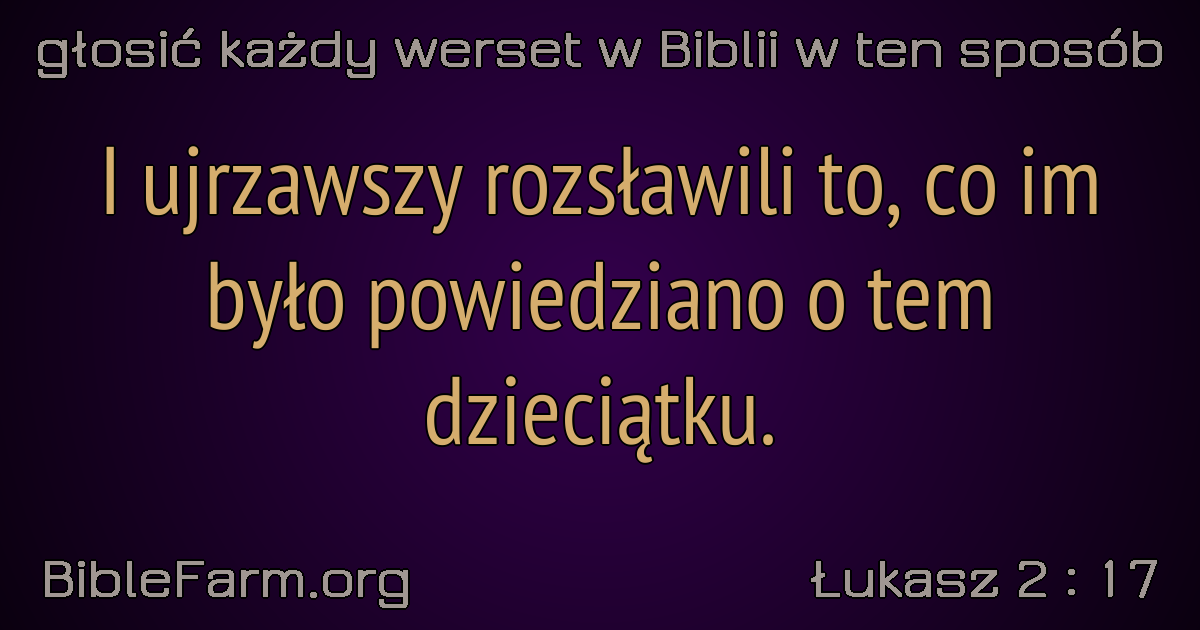 głosić każdy werset w Biblii w ten sposób
I ujrzawszy rozsławili to, co im
było powiedziano o tem
dzieciątku.
BibleFarm.org
Łukasz 2 : 17